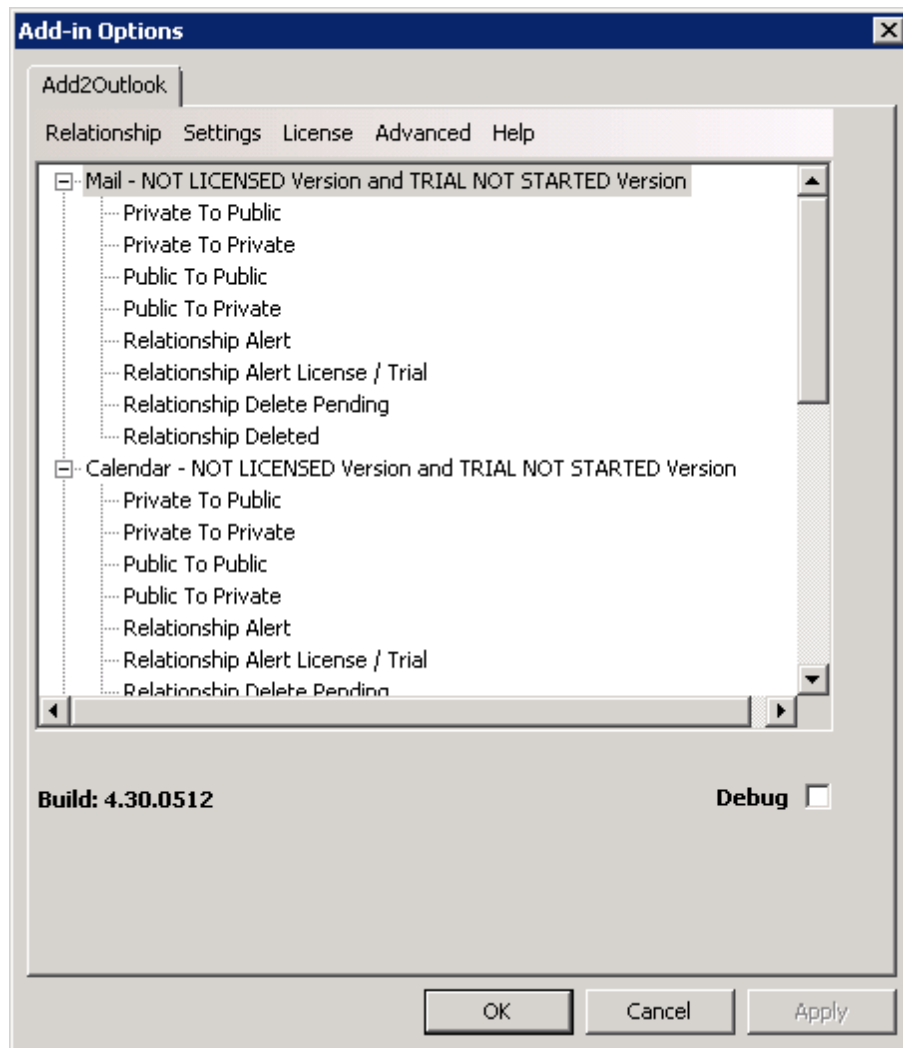 Add-in Options
Add2Outlook
Relationship Settings License Advanced Help
Mail - NOT LICENSED Version and TRIAL NOT STARTED Version
Private To Public
Private To Private
Public To Public
Public To Private
Relationship Alert
Relationship Alert License / Trial
Relationship Delete Pending
Relationship Deleted
Calendar - NOT LICENSED Version and TRIAL NOT STARTED Version
Private To Public
Private To Private
Public To Public
Public To Private
Relationship Alert
Relationship Alert License / Trial
Relationship Delete Pending
Build: 4.30.0512 Debug
OK Cancel Apply